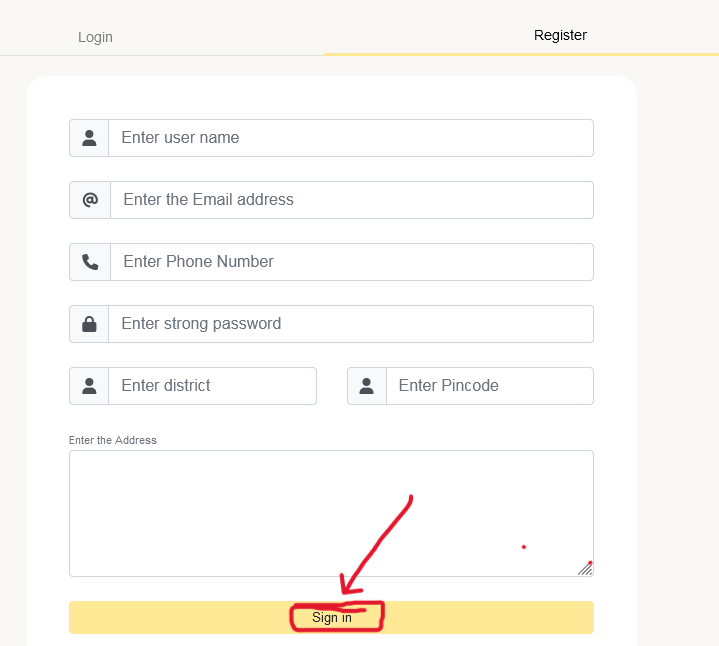 Login Register
Enter user name
@ Enter the Email address
Enter Phone Number
Enter strong password
Enter district Enter Pincode
Enter the Address
Sign in